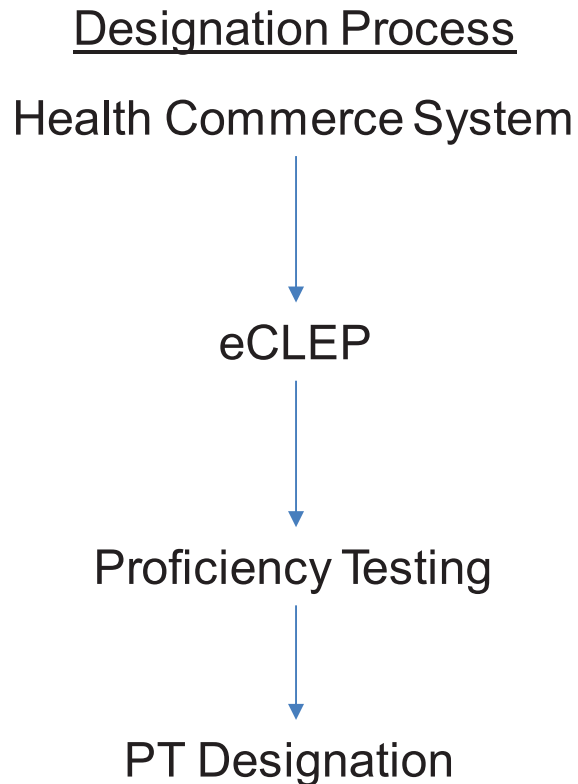 Designation Process
Health Commerce System
eCLEP
Proficiency Testing
PT Designation